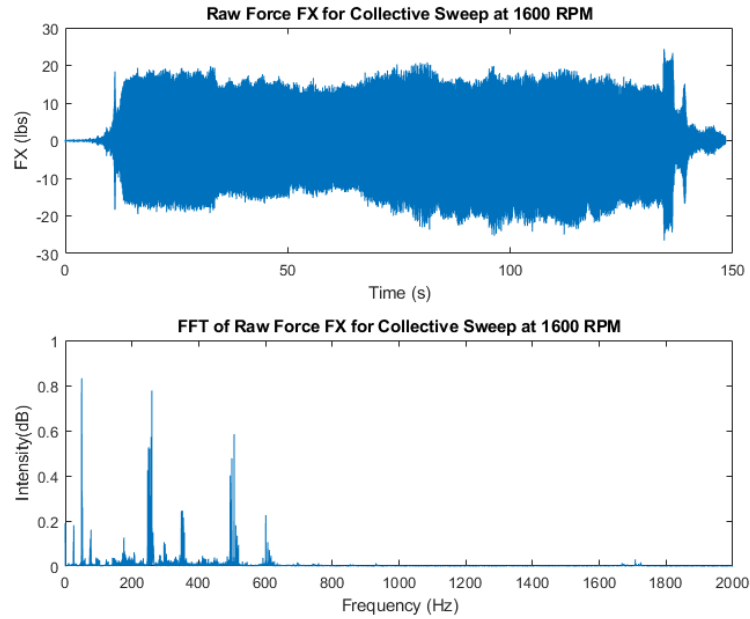 Raw Force FX for Collective Sweep at 1600 RPM
30
20
10
0
-10
-20
-30
FX (lbs)
0 50 100 150
Time (s)
FFT of Raw Force FX for Collective Sweep at 1600 RPM
1
0.8
0.6
0.4
0.2
0
Intensity(dB)
0 200 400 600 800 1000 1200 1400 1600 1800 2000
Frequency (Hz)